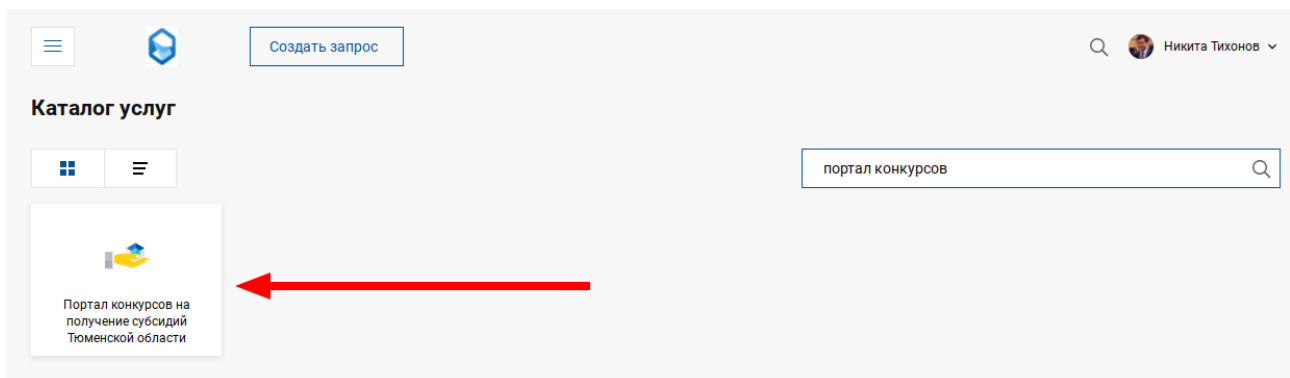 Создать запрос
Никита Тихонов
Каталог услуг
портал конкурсов
Портал конкурсов на
получение субсидий
Тюменской области